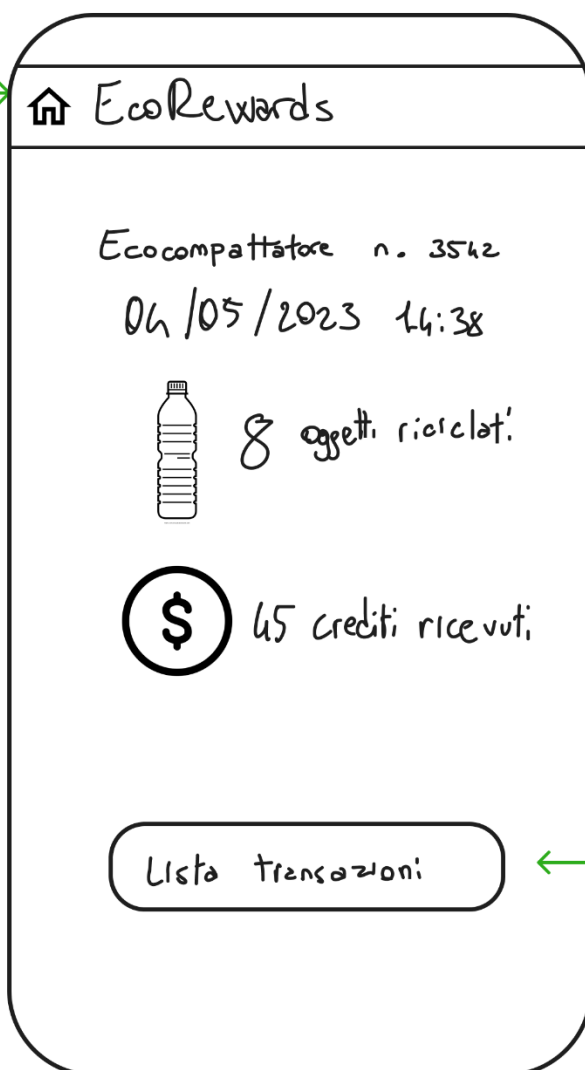 EcoRewards
Ecocompattatore n. 3542
04/05/2023 14:38
8 oggetti riciclati
$
45 crediti ricevuti
Lista transazioni